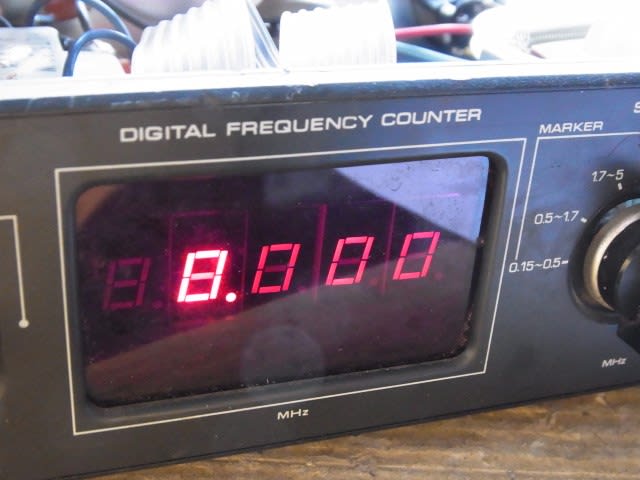 DIGITAL FREQUENCY COUNTER
8.000
MHz
S
MARKER
1.7~5
0.5~1.7
0.15~0.5
MHz